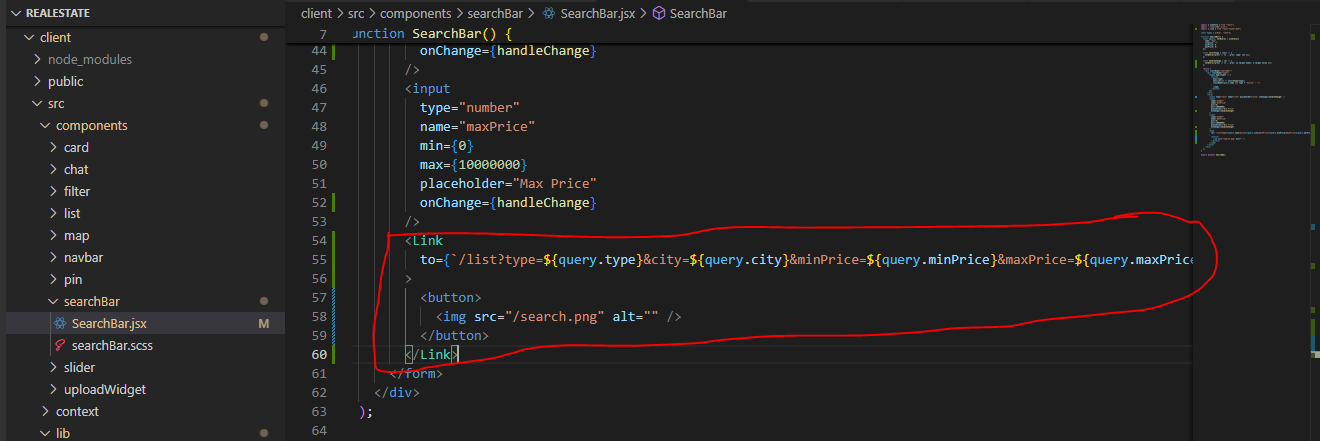 REALESTATE
client
node_modules
public
src
components
card
chat
filter
list
map
navbar
pin
searchBar
SearchBar.jsx M
searchBar.scss
slider
uploadWidget
context
lib
client > src > components > searchBar > SearchBar.jsx > SearchBar
7 unction SearchBar() {
44 onChange={handleChange}
45 />
46 <input
47 type="number"
48 name="maxPrice"
49 min={0}
50 max={10000000}
51 placeholder="Max Price"
52 onChange={handleChange}
53 />
54 <Link
55 to={`/list?type=${query.type}&city=${query.city}&minPrice=${query.minPrice}&maxPrice=${query.maxPrice
56 >
57 <button>
58 <img src="/search.png" alt="" />
59 </button>
60 </Link>
61 </form>
62 </div>
63 );
64